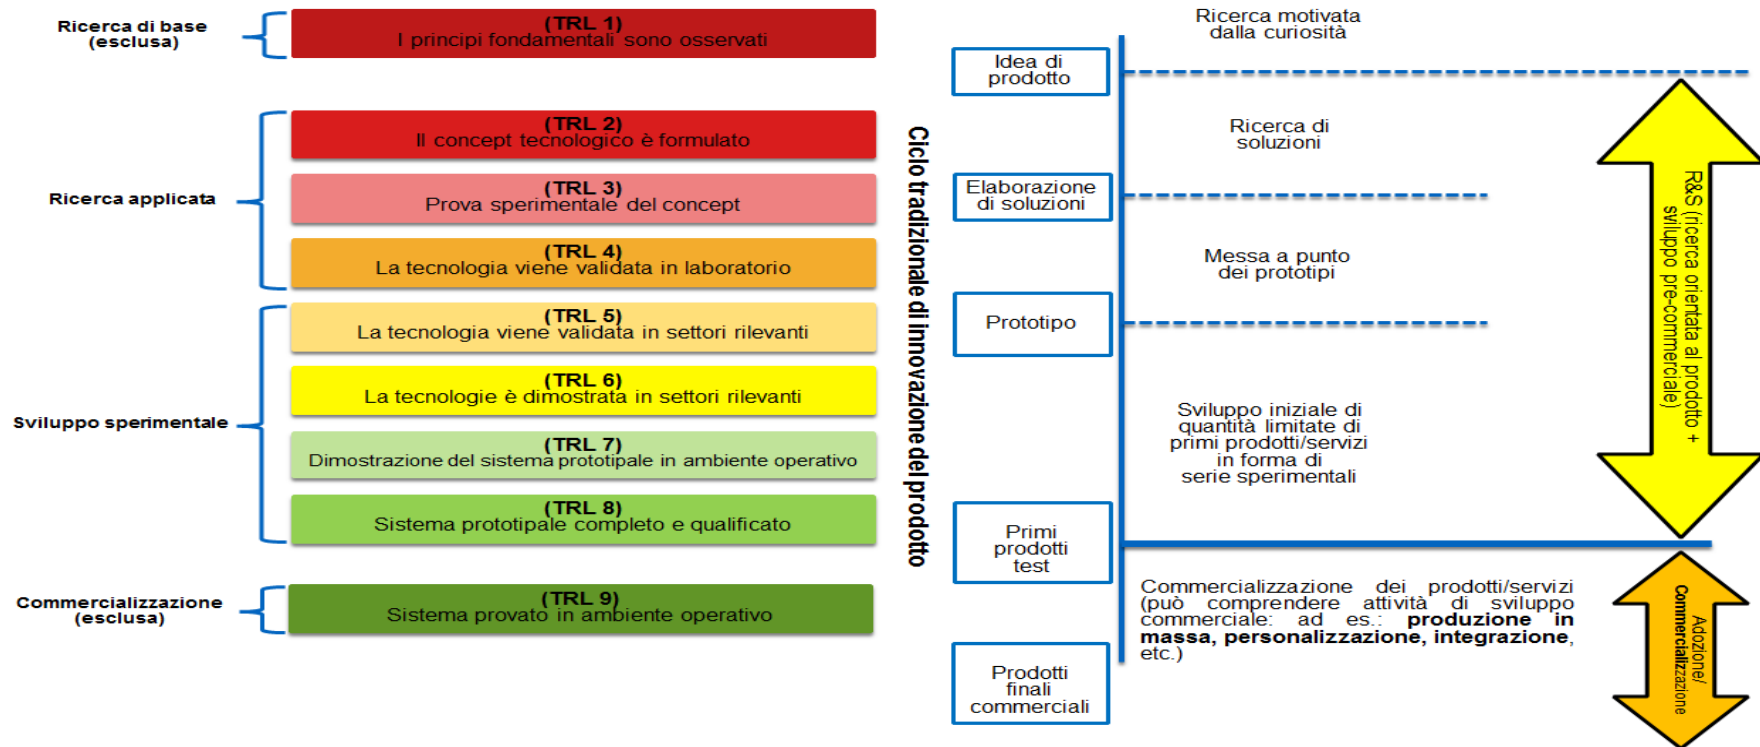 Ricerca di base
(esclusa)
(TRL 1)
I principi fondamentali sono osservati
Ricerca applicata
(TRL 2)
Il concept tecnologico è formulato
(TRL 3)
Prova sperimentale del concept
(TRL 4)
La tecnologia viene validata in laboratorio
Sviluppo sperimentale
(TRL 5)
La tecnologia viene validata in settori rilevanti
(TRL 6)
La tecnologie è dimostrata in settori rilevanti
(TRL 7)
Dimostrazione del sistema prototipale in ambiente operativo
(TRL 8)
Sistema prototipale completo e qualificato
Commercializzazione
(esclusa)
(TRL 9)
Sistema provato in ambiente operativo
Ciclo tradizionale di innovazione del prodotto
Idea di
prodotto
Elaborazione
di soluzioni
Prototipo
Primi
prodotti
test
Prodotti
finali
commerciali
Ricerca motivata
dalla curiosità
Ricerca di
soluzioni
Messa a punto
dei prototipi
Sviluppo iniziale di
quantità limitate di
primi prodotti/servizi
in forma di
serie sperimentali
Commercializzazione dei prodotti/servizi
(può comprendere attività di sviluppo
commerciale: ad es.: produzione in
massa, personalizzazione, integrazione,
etc.)
R&S (ricerca orientata al prodotto +
sviluppo pre-commerciale)
Adozione/
Commercializzazione